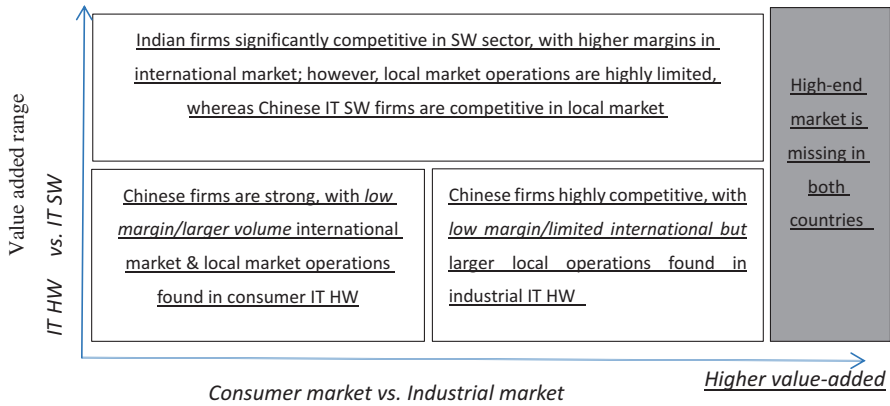 Indian firms significantly competitive in SW sector, with higher margins in
international market; however, local market operations are highly limited,
whereas Chinese IT SW firms are competitive in local market
High-end
market is
missing in
both
countries
Value added range
IT HW vs. IT SW
Chinese firms are strong, with low
margin/larger volume international
market & local market operations
found in consumer IT HW
Chinese firms highly competitive, with
low margin/limited international but
larger local operations found in
industrial IT HW
Consumer market vs. Industrial market
Higher value-added